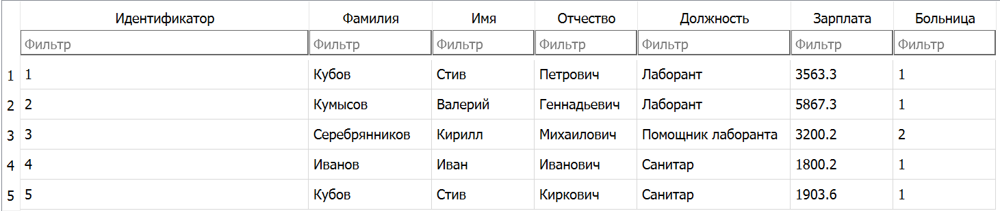 Идентификатор Фамилия Имя Отчество Должность Зарплата Больница
Фильтр Фильтр Фильтр Фильтр Фильтр Фильтр Фильтр
1 1 Кубов Стив Петрович Лаборант 3563.3 1
2 2 Кумысов Валерий Геннадьевич Лаборант 5867.3 1
3 3 Серебрянников Кирилл Михаилович Помощник лаборанта 3200.2 2
4 4 Иванов Иван Иванович Санитар 1800.2 1
5 5 Кубов Стив Киркович Санитар 1903.6 1